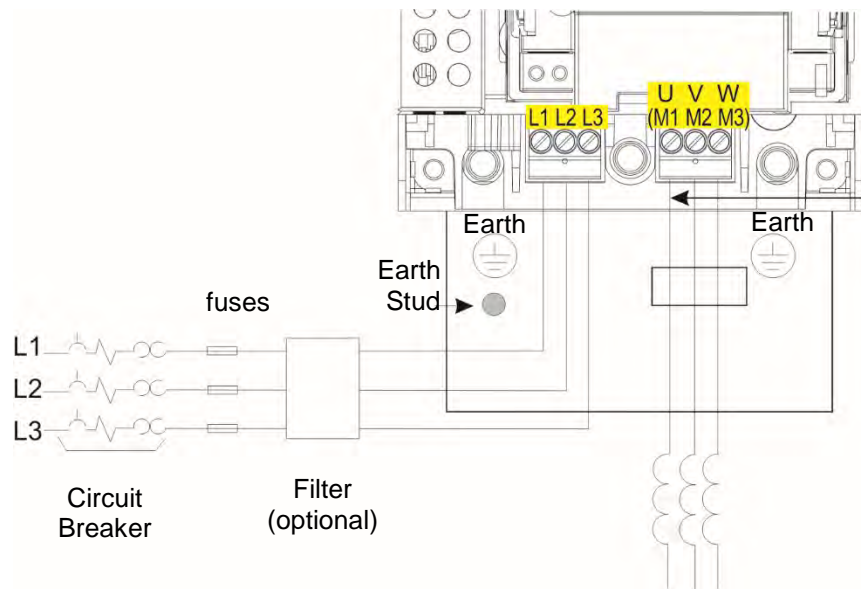 U V W
L1 L2 L3
(M1 M2 M3)
Earth
Earth
Earth
Stud
fuses
L1
L2
L3
Circuit
Breaker
Filter
(optional)